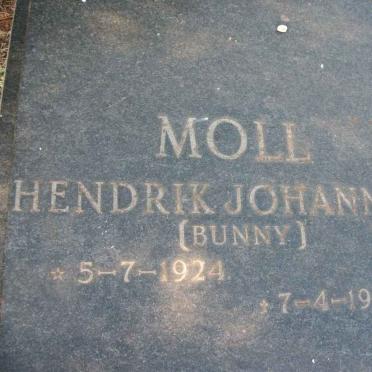 MOLL
HENDRIK JOHANN
(BUNNY)
* 5-7-1924
+ 7-4-19